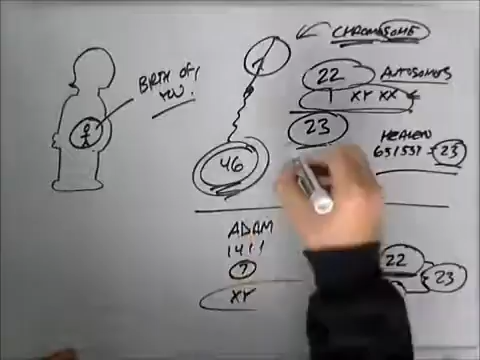 CHROMOSOME
BIRTH OF
YOU
22 AUTOSOMES
1 XY XX
23
46
HEAVEN
651537 = 23
ADAM
1411
7
XY
22
23